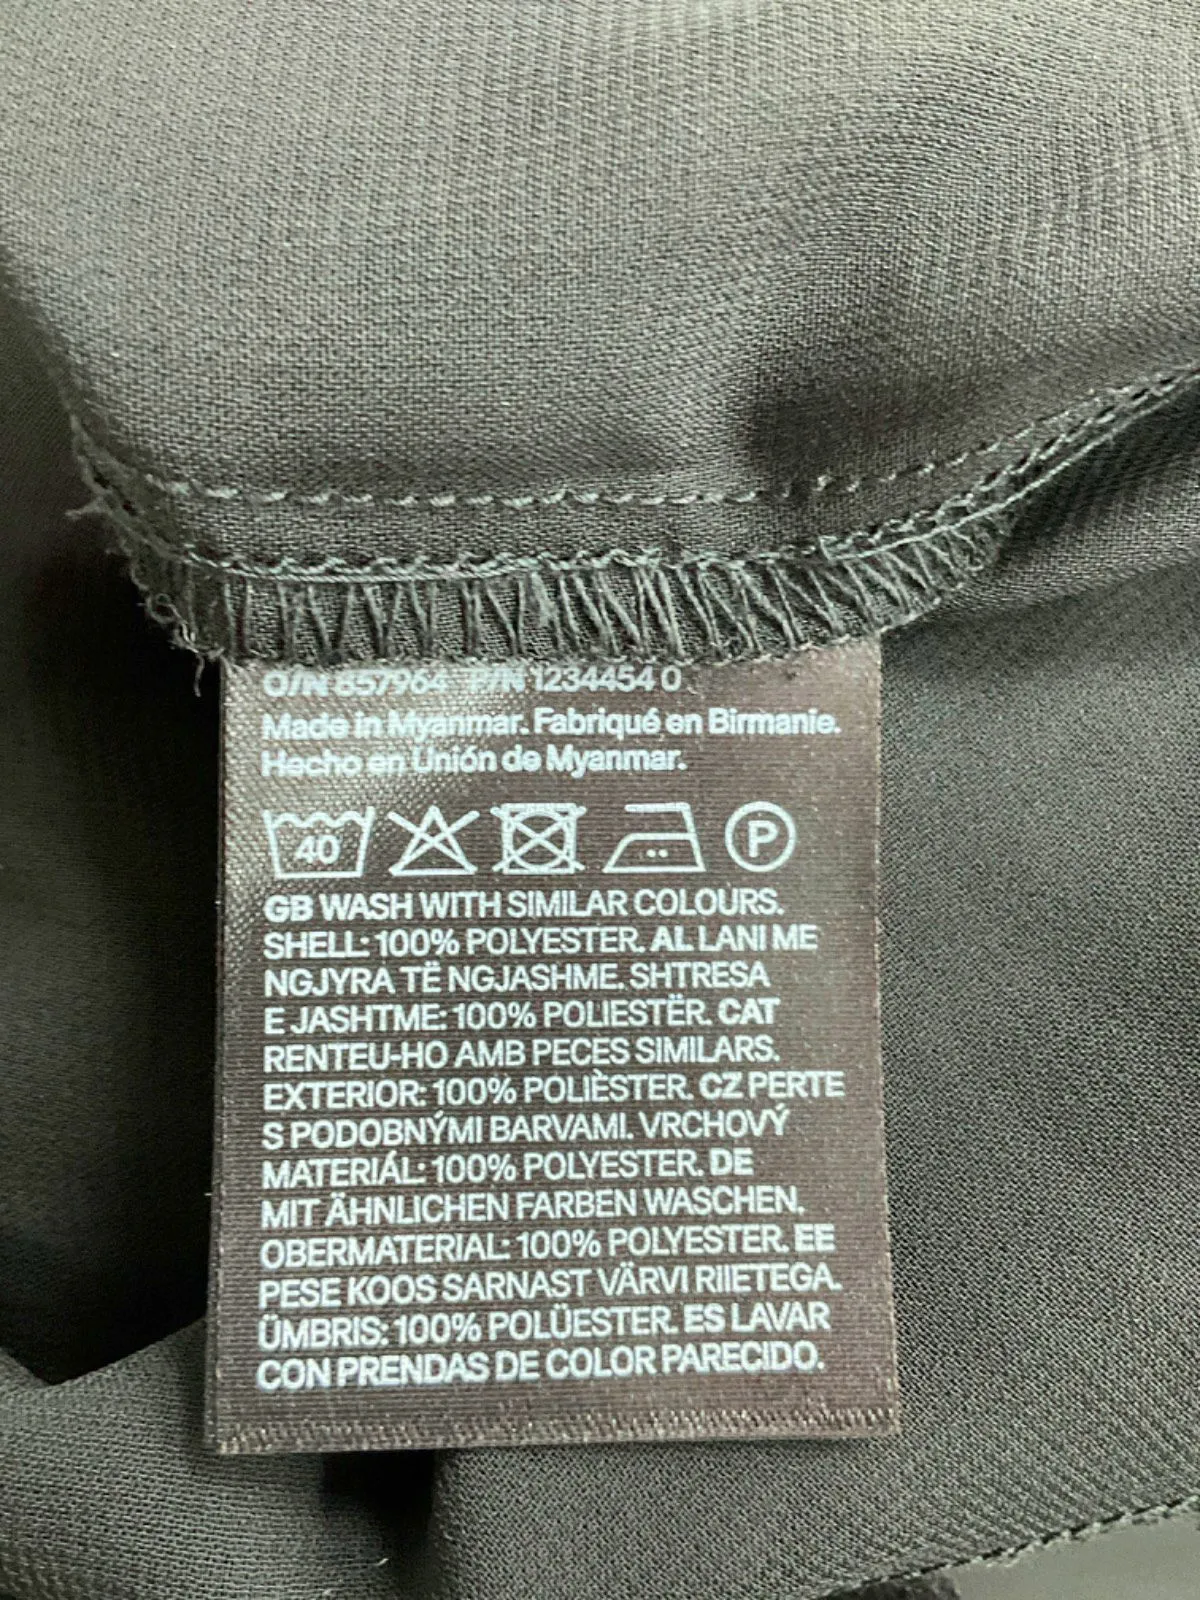 O/N 857964 P/N 1234454 0
Made in Myanmar. Fabriqué en Birmanie.
Hecho en Unión de Myanmar.
40 P
GB WASH WITH SIMILAR COLOURS.
SHELL: 100% POLYESTER. AL LANI ME
NGJYRA TË NGJASHME. SHTRESA
E JASHTME: 100% POLIESTËR. CAT
RENTEU-HO AMB PECES SIMILARS.
EXTERIOR: 100% POLIÈSTER. CZ PERTE
S PODOBNÝMI BARVAMI. VRCHOVÝ
MATERIÁL: 100% POLYESTER. DE
MIT ÄHNLICHEN FARBEN WASCHEN.
OBERMATERIAL: 100% POLYESTER. EE
PESE KOOS SARNAST VÄRVI RIIETEGA.
ÜMBRIS: 100% POLÜESTER. ES LAVAR
CON PRENDAS DE COLOR PARECIDO.